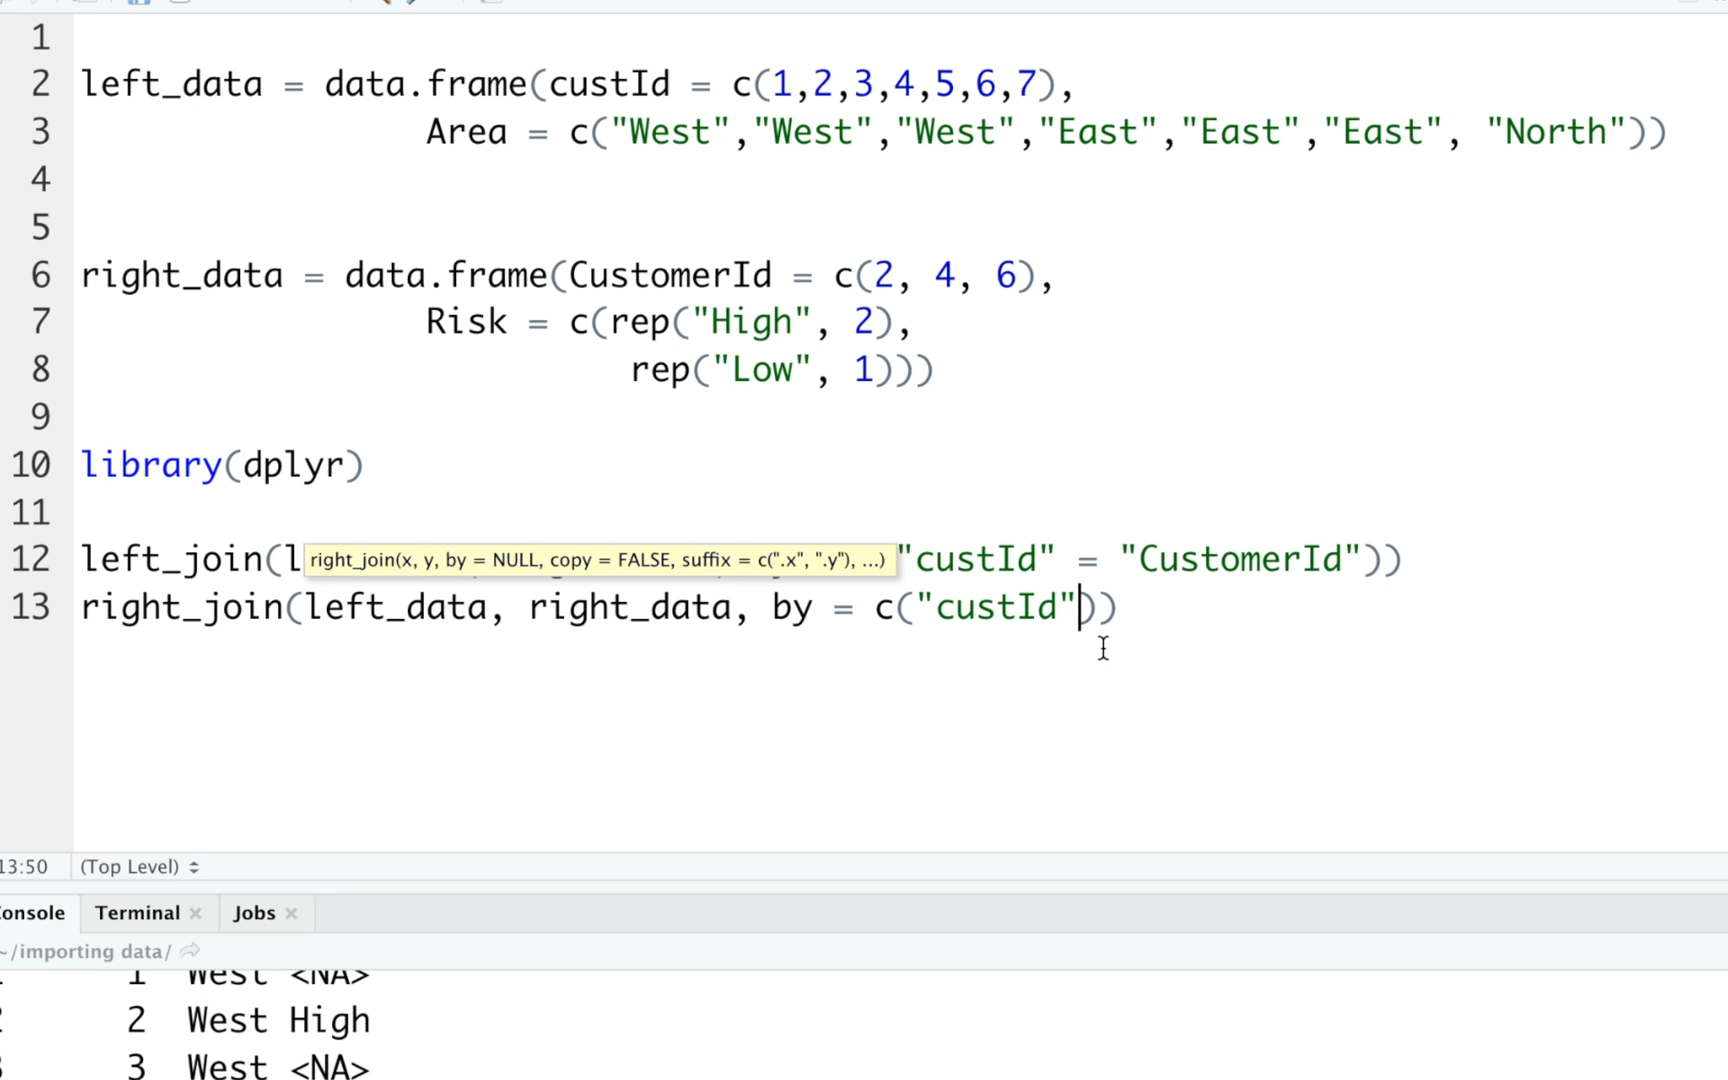 1
2 left_data = data.frame(custId = c(1,2,3,4,5,6,7),
3 Area = c("West","West","West","East","East","East", "North"))
4
5
6 right_data = data.frame(CustomerId = c(2, 4, 6),
7 Risk = c(rep("High", 2),
8 rep("Low", 1)))
9
10 library(dplyr)
11
12 left_join(l right_join(x, y, by = NULL, copy = FALSE, suffix = c(".x", ".y"), ...) "custId" = "CustomerId"))
13 right_join(left_data, right_data, by = c("custId"))
13:50 (Top Level)
Console Terminal Jobs
~/importing data/
1 West <NA>
2 West High
3 West <NA>